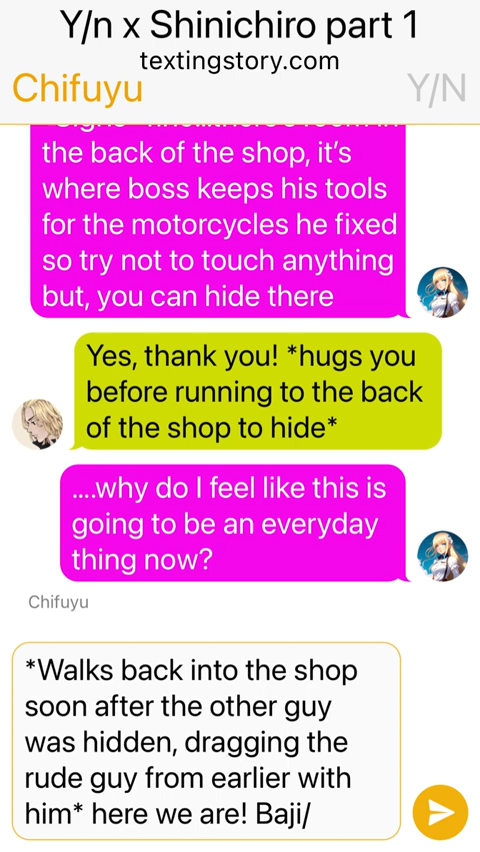 Y/n x Shinichiro part 1
textingstory.com
Chifuyu
Y/N
the back of the shop, it's
where boss keeps his tools
for the motorcycles he fixed
so try not to touch anything
but, you can hide there
Yes, thank you! *hugs you
before running to the back
of the shop to hide*
....why do I feel like this is
going to be an everyday
thing now?
Chifuyu
*Walks back into the shop
soon after the other guy
was hidden, dragging the
rude guy from earlier with
him* here we are! Baji/